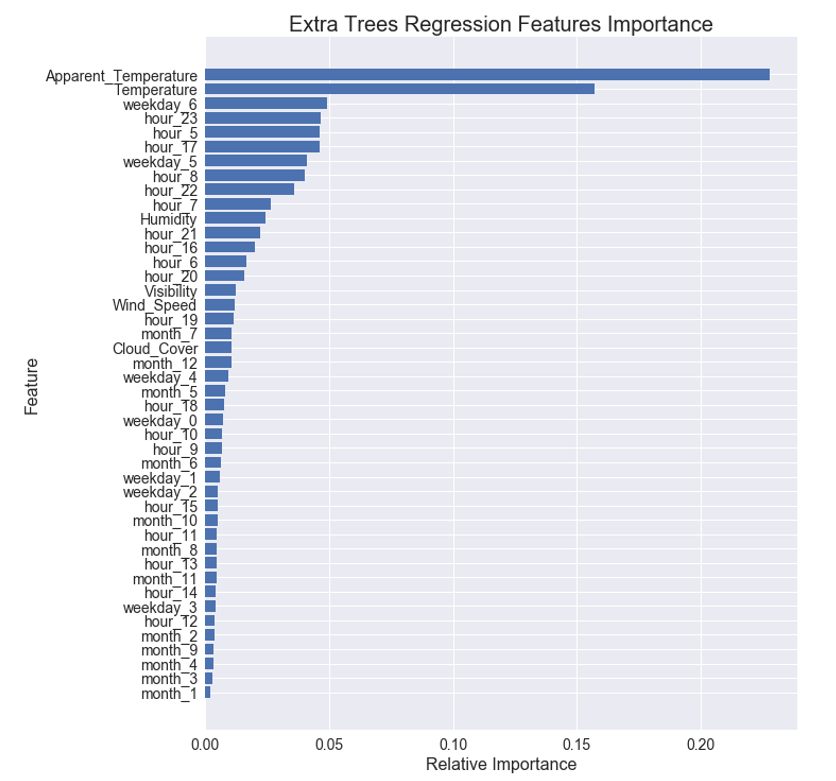 Extra Trees Regression Features Importance
Apparent_Temperature
Temperature
weekday_6
hour_23
hour_5
hour_17
weekday_5
hour_8
hour_22
hour_7
Humidity
hour_21
hour_16
hour_6
hour_20
Visibility
Wind_Speed
hour_19
month_7
Cloud_Cover
month_12
weekday_4
month_5
hour_18
weekday_0
hour_10
hour_9
month_6
weekday_1
weekday_2
hour_15
month_10
hour_11
month_8
hour_13
month_11
hour_14
weekday_3
hour_12
month_2
month_9
month_4
month_3
month_1
Feature
0.00 0.05 0.10 0.15 0.20
Relative Importance